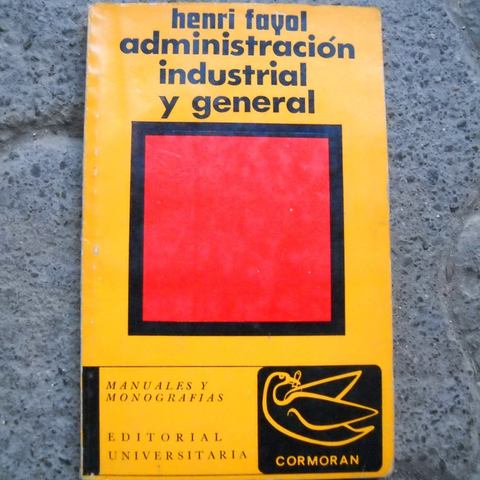 henri fayol
administración
industrial
y general
MANUALES Y
MONOGRAFIAS
EDITORIAL
UNIVERSITARIA
CORMORAN